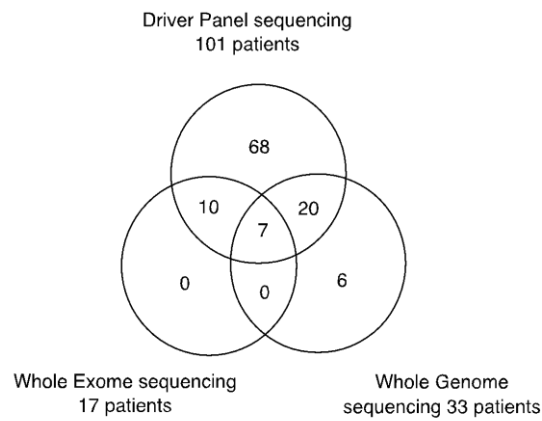 Driver Panel sequencing
101 patients
68
10
20
7
0
0
6
Whole Exome sequencing
17 patients
Whole Genome
sequencing 33 patients